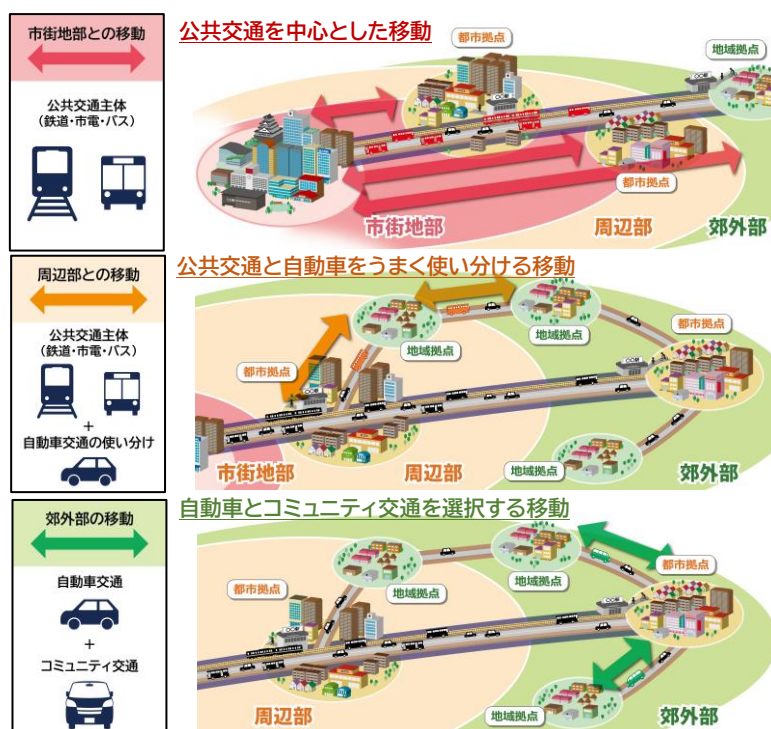 市街地部との移動
公共交通主体
(鉄道・市電・バス)
公共交通を中心とした移動
都市拠点
地域拠点
都市拠点
市街地部
周辺部
郊外部
周辺部との移動
公共交通主体
(鉄道・市電・バス)
+
自動車交通の使い分け
公共交通と自動車をうまく使い分ける移動
地域拠点
地域拠点
都市拠点
都市拠点
地域拠点
市街地部
周辺部
郊外部
郊外部の移動
自動車交通
+
コミュニティ交通
自動車とコミュニティ交通を選択する移動
地域拠点
都市拠点
都市拠点
地域拠点
地域拠点
周辺部
郊外部